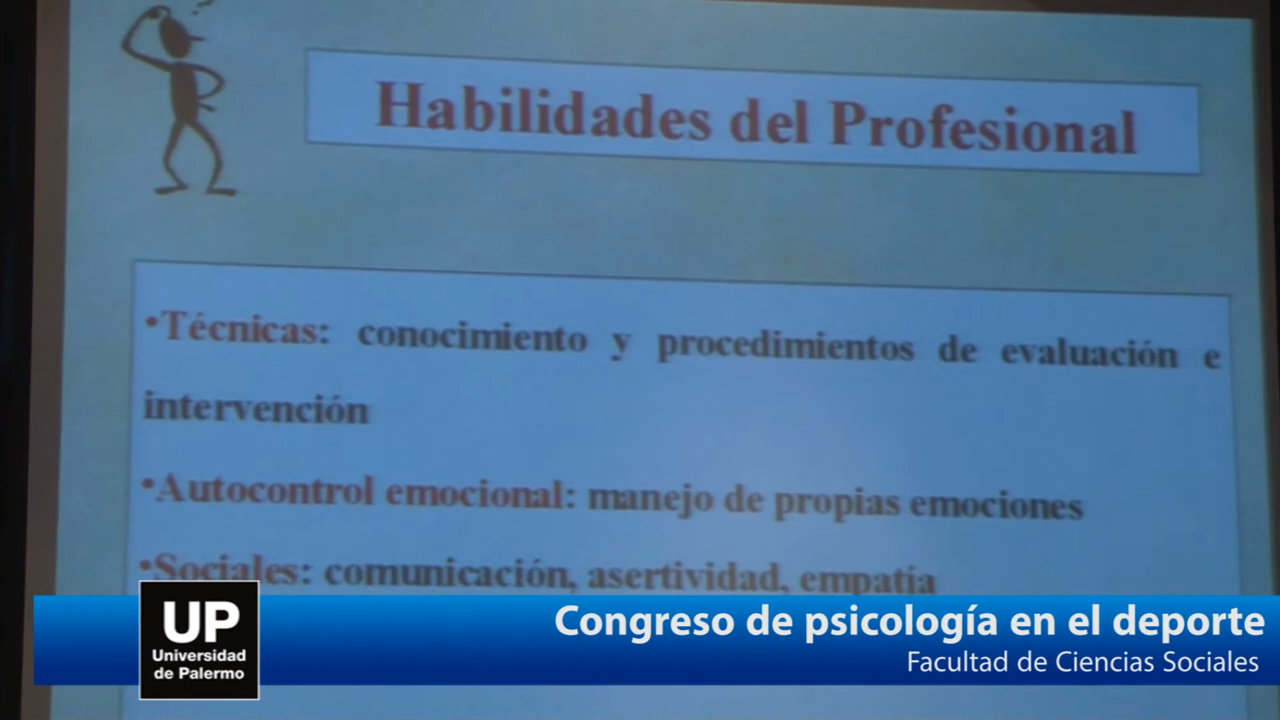 ?
Habilidades del Profesional
•Técnicas: conocimiento y procedimientos de evaluación e
intervención
•Autocontrol emocional: manejo de propias emociones
•Sociales: comunicación, asertividad, empatía
Congreso de psicología en el deporte
Facultad de Ciencias Sociales
UP
Universidad
de Palermo